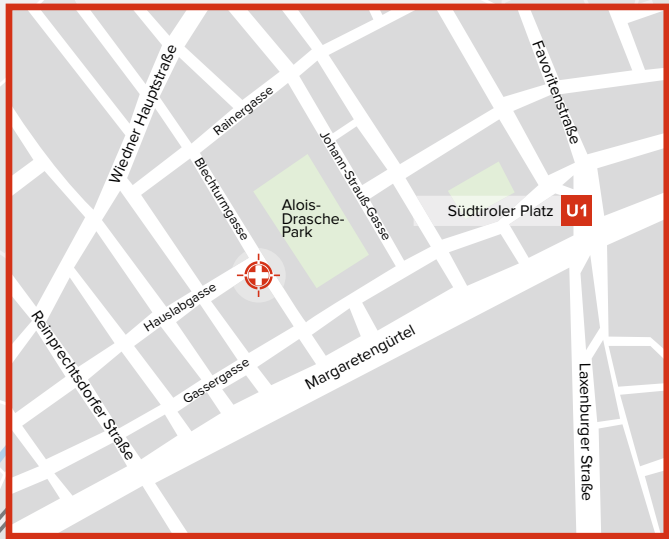 Wiedner Hauptstraße
Favoritenstraße
Rainergasse
Johann-Strauß-Gasse
Blechturmgasse
Alois-
Drasche-
Park
Südtiroler Platz U1
Hauslabgasse
Reinprechtsdorfer Straße
Margaretengürtel
Gassergasse
Laxenburger Straße